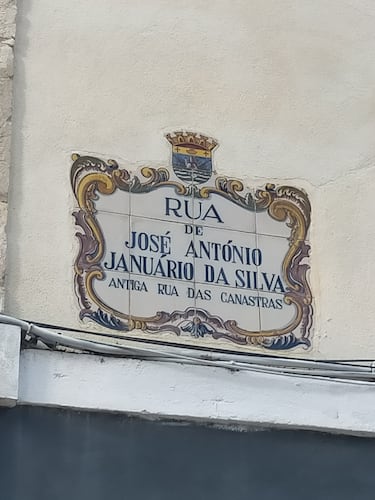 RUA
DE
JOSÉ ANTÓNIO
JANUÁRIO DA SILVA
ANTIGA RUA DAS CANASTRAS